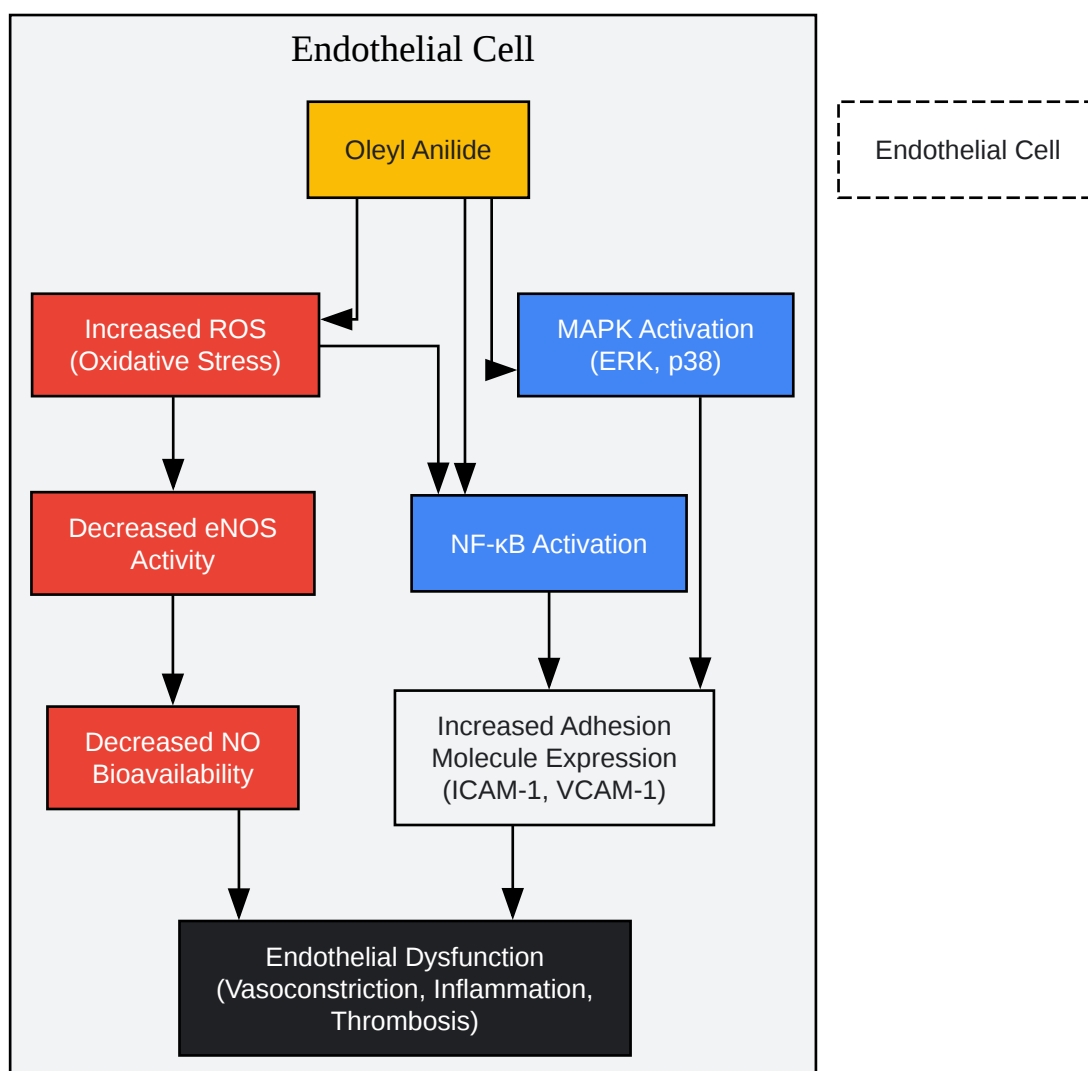 Endothelial Cell
Oleyl Anilide
Endothelial Cell
Increased ROS
(Oxidative Stress)
MAPK Activation
(ERK, p38)
Decreased eNOS
Activity
NF-κB Activation
Decreased NO
Bioavailability
Increased Adhesion
Molecule Expression
(ICAM-1, VCAM-1)
Endothelial Dysfunction
(Vasoconstriction, Inflammation,
Thrombosis)